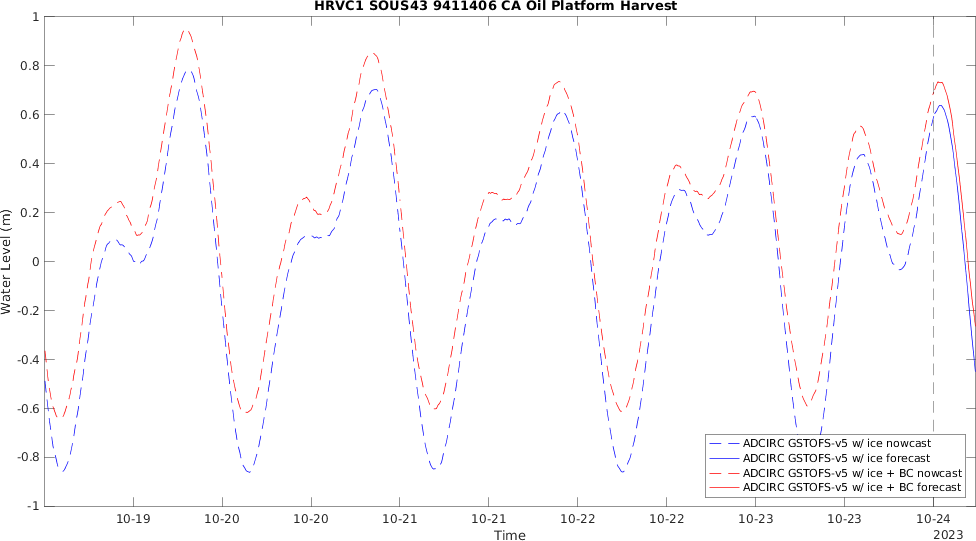 HRVC1 SOUS43 9411406 CA Oil Platform Harvest
1
0.8
0.6
0.4
0.2
0
-0.2
-0.4
-0.6
-0.8
-1
Water Level (m)
ADCIRC GSTOFS-v5 w/ ice nowcast
ADCIRC GSTOFS-v5 w/ ice forecast
ADCIRC GSTOFS-v5 w/ ice + BC nowcast
ADCIRC GSTOFS-v5 w/ ice + BC forecast
10-19 10-20 10-20 10-21 10-21 10-22 10-22 10-23 10-23 10-24
2023
Time